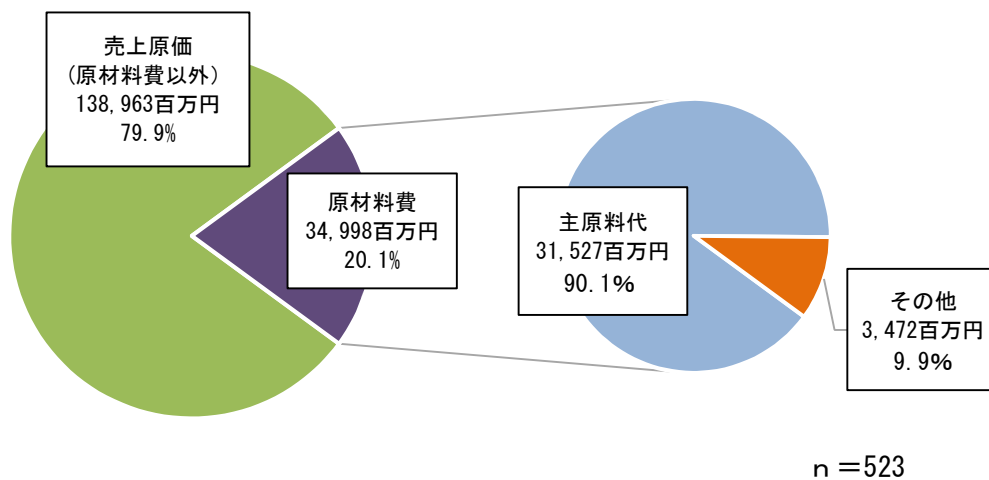 売上原価
(原材料費以外)
138,963百万円
79.9%
原材料費
34,998百万円
20.1%
主原料代
31,527百万円
90.1%
その他
3,472百万円
9.9%
n=523